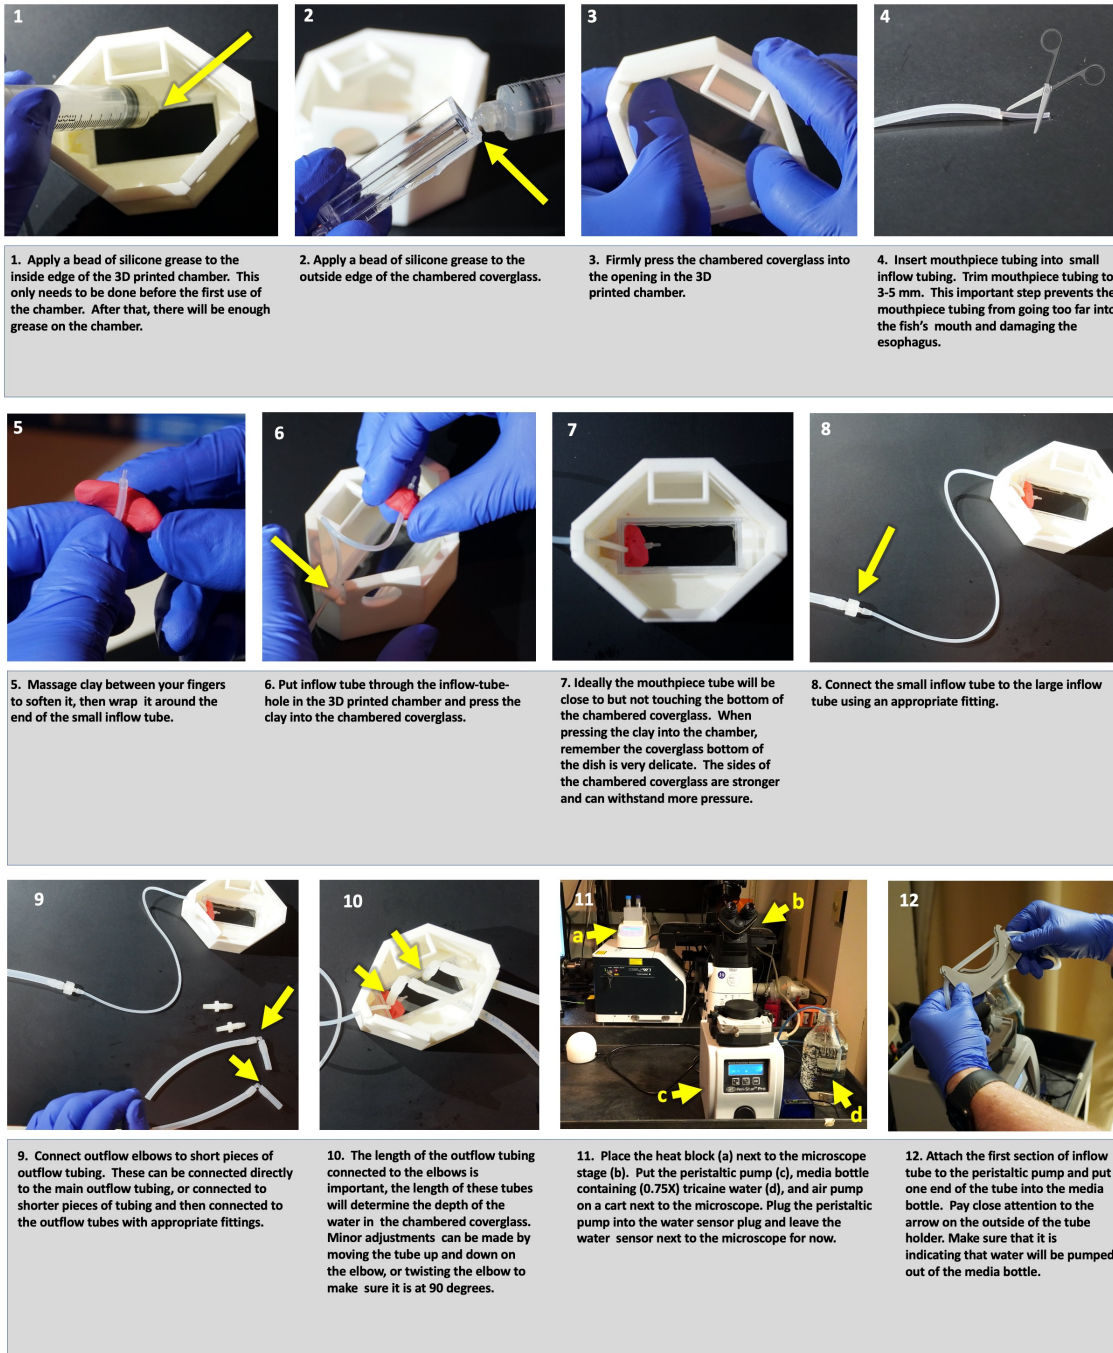 1
2
3
4
1. Apply a bead of silicone grease to the
inside edge of the 3D printed chamber. This
only needs to be done before the first use of
the chamber. After that, there will be enough
grease on the chamber.
2. Apply a bead of silicone grease to the
outside edge of the chambered coverglass.
3. Firmly press the chambered coverglass into
the opening in the 3D
printed chamber.
4. Insert mouthpiece tubing into small
inflow tubing. Trim mouthpiece tubing to
3-5 mm. This important step prevents the
mouthpiece tubing from going too far into
the fish's mouth and damaging the
esophagus.
5
6
7
8
5. Massage clay between your fingers
to soften it, then wrap it around the
end of the small inflow tube.
6. Put inflow tube through the inflow-tube-
hole in the 3D printed chamber and press the
clay into the chambered coverglass.
7. Ideally the mouthpiece tube will be
close to but not touching the bottom of
the chambered coverglass. When
pressing the clay into the chamber,
remember the coverglass bottom of
the dish is very delicate. The sides of
the chambered coverglass are stronger
and can withstand more pressure.
8. Connect the small inflow tube to the large inflow
tube using an appropriate fitting.
9
10
11
a
b
c
d
12
9. Connect outflow elbows to short pieces of
outflow tubing. These can be connected directly
to the main outflow tubing, or connected to
shorter pieces of tubing and then connected to
the outflow tubes with appropriate fittings.
10. The length of the outflow tubing
connected to the elbows is
important, the length of these tubes
will determine the depth of the
water in the chambered coverglass.
Minor adjustments can be made by
moving the tube up and down on
the elbow, or twisting the elbow to
make sure it is at 90 degrees.
11. Place the heat block (a) next to the microscope
stage (b). Put the peristaltic pump (c), media bottle
containing (0.75X) tricaine water (d), and air pump
on a cart next to the microscope. Plug the peristaltic
pump into the water sensor plug and leave the
water sensor next to the microscope for now.
12. Attach the first section of inflow
tube to the peristaltic pump and put
one end of the tube into the media
bottle. Pay close attention to the
arrow on the outside of the tube
holder. Make sure that it is
indicating that water will be pumped
out of the media bottle.